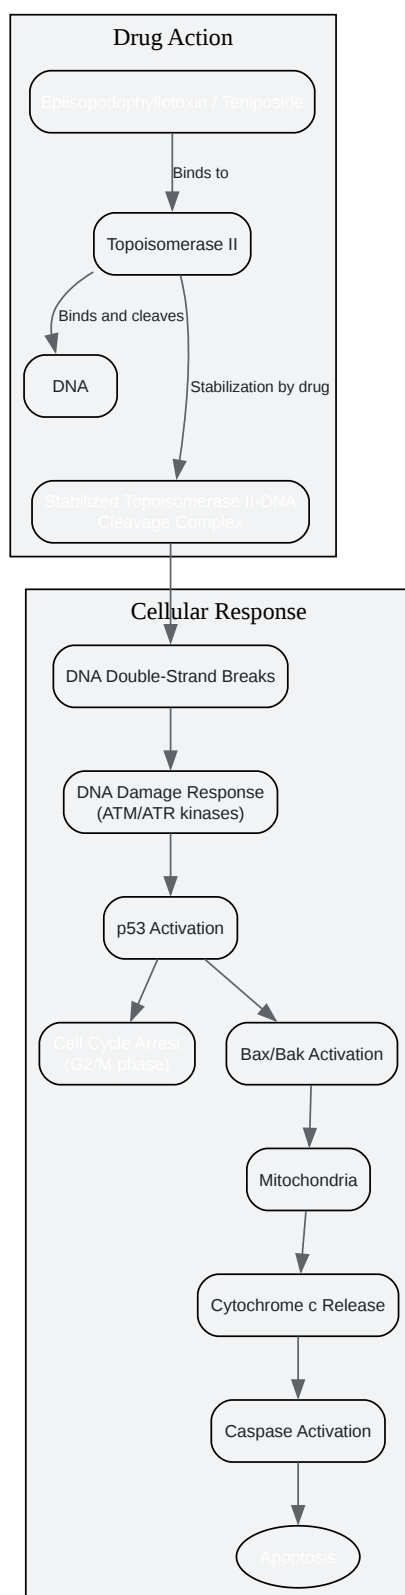 Drug Action
Epiisopodophyllotoxin / Teniposide
Binds to
Topoisomerase II
Binds and cleaves
DNA
Stabilization by drug
Stabilized Topoisomerase II-DNA
Cleavage Complex
Cellular Response
DNA Double-Strand Breaks
DNA Damage Response
(ATM/ATR kinases)
p53 Activation
Cell Cycle Arrest
(G2/M phase)
Bax/Bak Activation
Mitochondria
Cytochrome c Release
Caspase Activation
Apoptosis